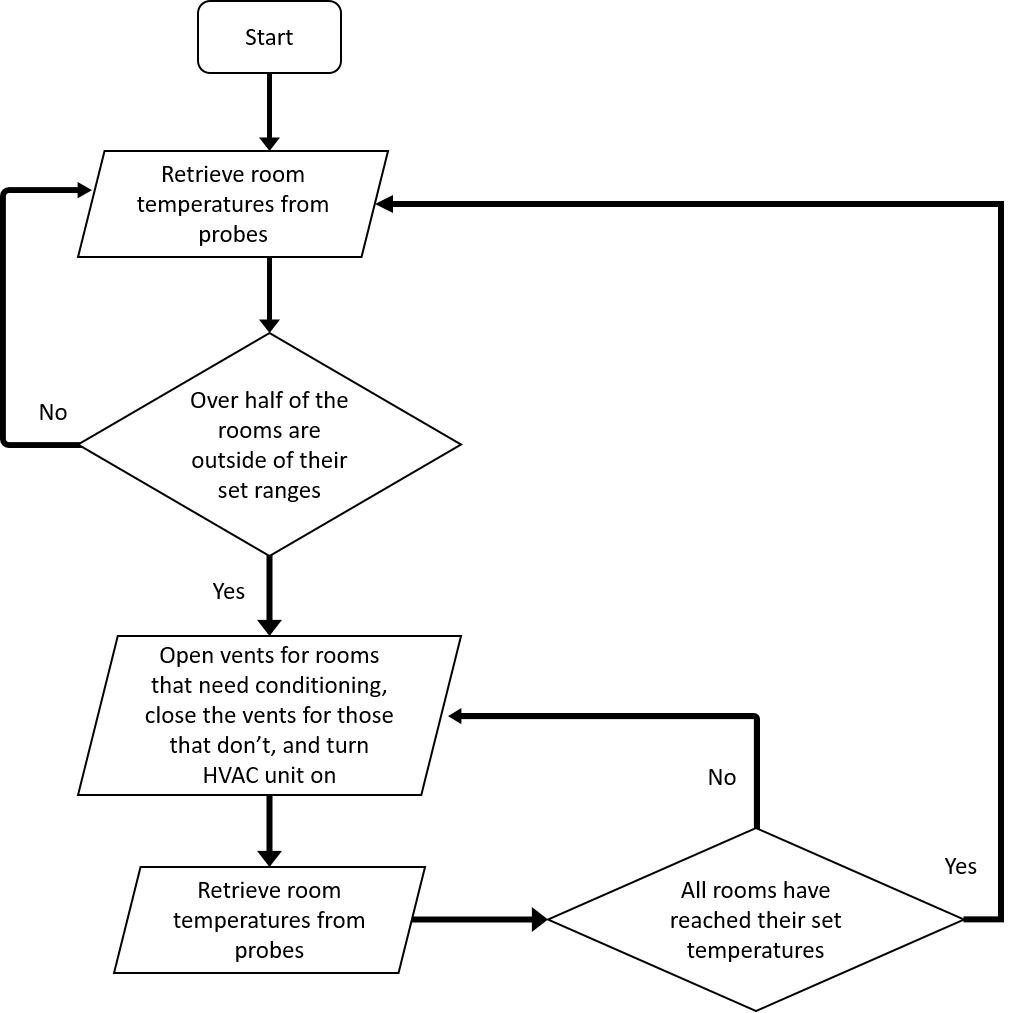 Start
Retrieve room
temperatures from
probes
Over half of the
rooms are
outside of their
set ranges
No
Yes
Open vents for rooms
that need conditioning,
close the vents for those
that don’t, and turn
HVAC unit on
No
Retrieve room
temperatures from
probes
All rooms have
reached their set
temperatures
Yes